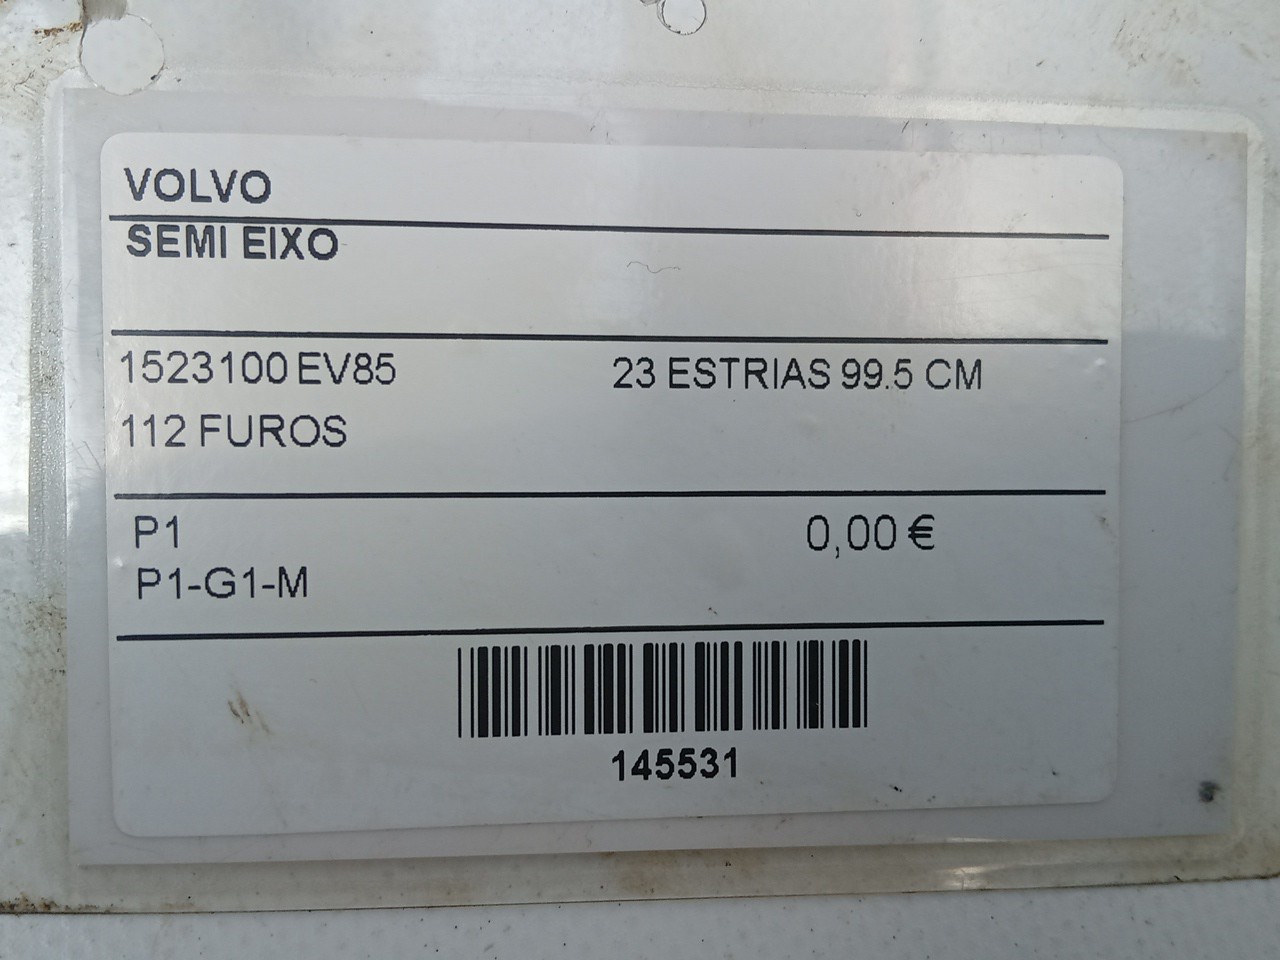 VOLVO
SEMI EIXO
1523100 EV85 23 ESTRIAS 99.5 CM
112 FUROS
P1 0,00 €
P1-G1-M
145531